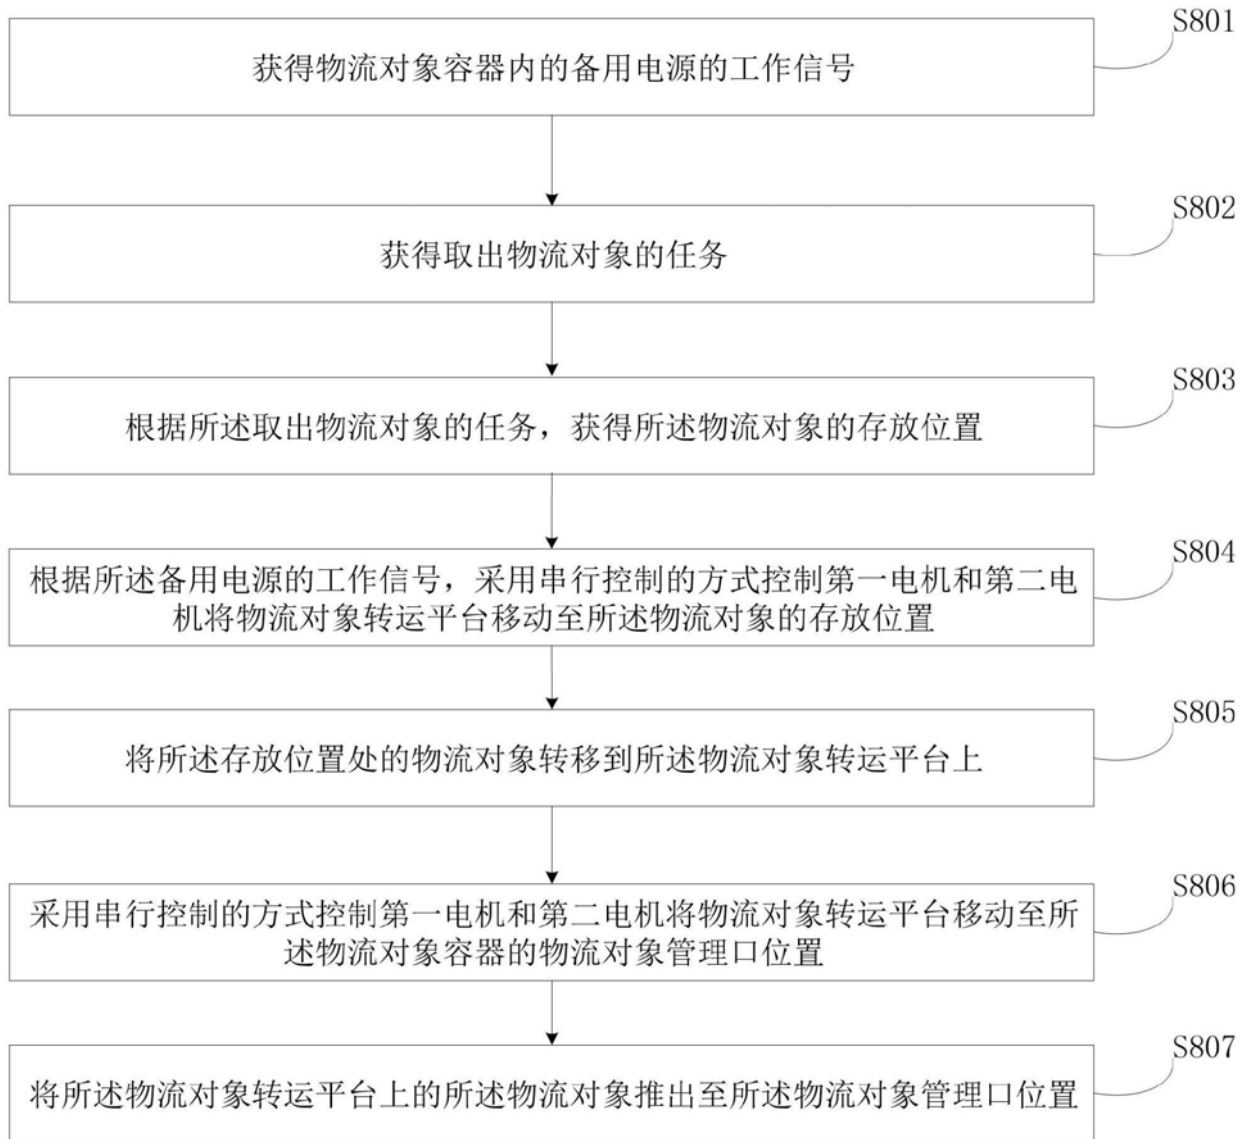 S801
获得物流对象容器内的备用电源的工作信号
S802
获得取出物流对象的任务
S803
根据所述取出物流对象的任务，获得所述物流对象的存放位置
S804
根据所述备用电源的工作信号，采用串行控制的方式控制第一电机和第二电
机将物流对象转运平台移动至所述物流对象的存放位置
S805
将所述存放位置处的物流对象转移到所述物流对象转运平台上
S806
采用串行控制的方式控制第一电机和第二电机将物流对象转运平台移动至所
述物流对象容器的物流对象管理口位置
S807
将所述物流对象转运平台上的所述物流对象推出至所述物流对象管理口位置